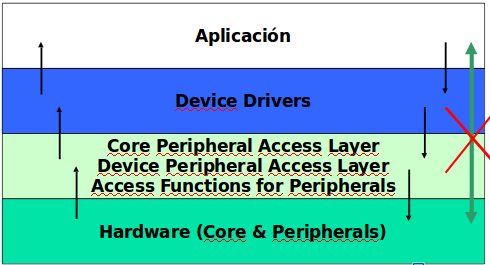 Aplicación
Device Drivers
Core Peripheral Access Layer
Device Peripheral Access Layer
Access Functions for Peripherals
Hardware (Core & Peripherals)